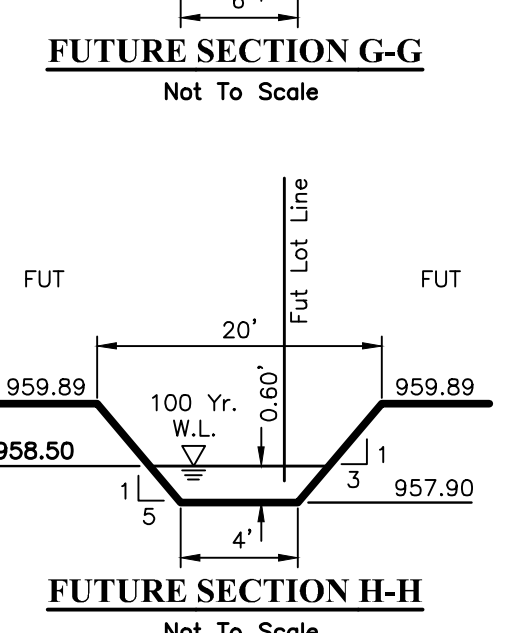 FUTURE SECTION G-G
Not To Scale
Fut Lot Line
FUT
FUT
20'
959.89
959.89
100 Yr.
W.L.
0.60'
958.50
1
3
1
5
957.90
4'
FUTURE SECTION H-H
Not To Scale